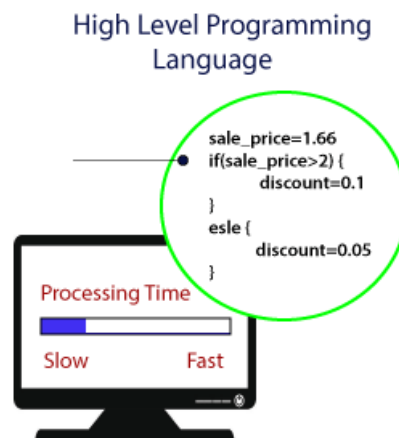 High Level Programming
Language
sale_price=1.66
if(sale_price>2) {
discount=0.1
}
esle {
discount=0.05
}
Processing Time
Slow Fast